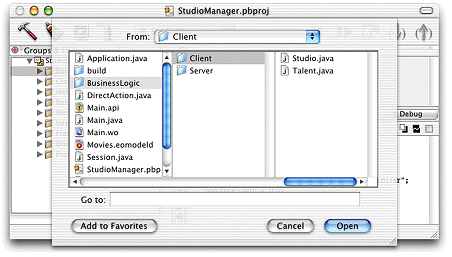 StudioManager.pbproj
Groups
From: Client
Application.java
build
BusinessLogic
DirectAction.java
Main.api
Main.java
Main.wo
Movies.eomodeld
Session.java
StudioManager.pbp
Client
Server
Studio.java
Talent.java
Debug
Go to:
Add to Favorites
Cancel
Open